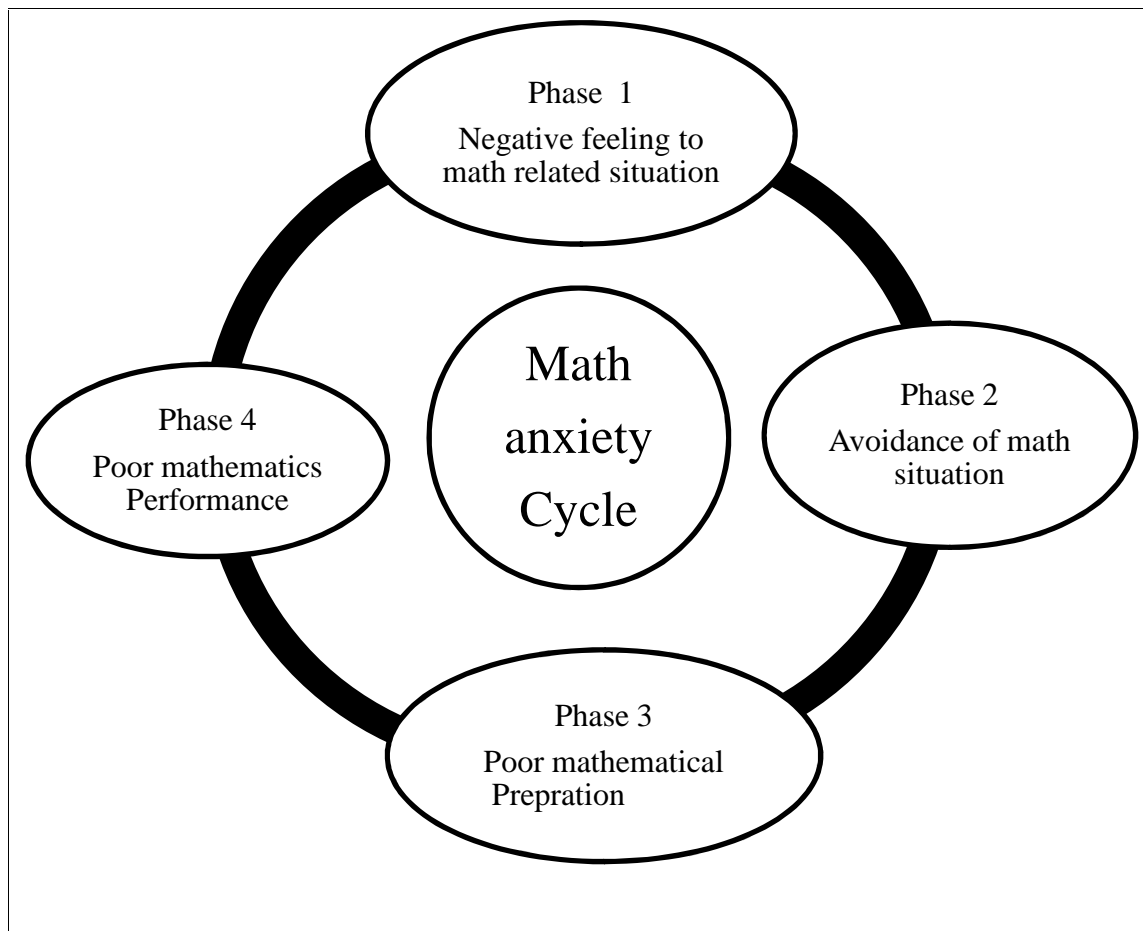 Phase 1
Negative feeling to
math related situation
Phase 2
Avoidance of math
situation
Math
anxiety
Cycle
Phase 4
Poor mathematics
Performance
Phase 3
Poor mathematical
Prepration